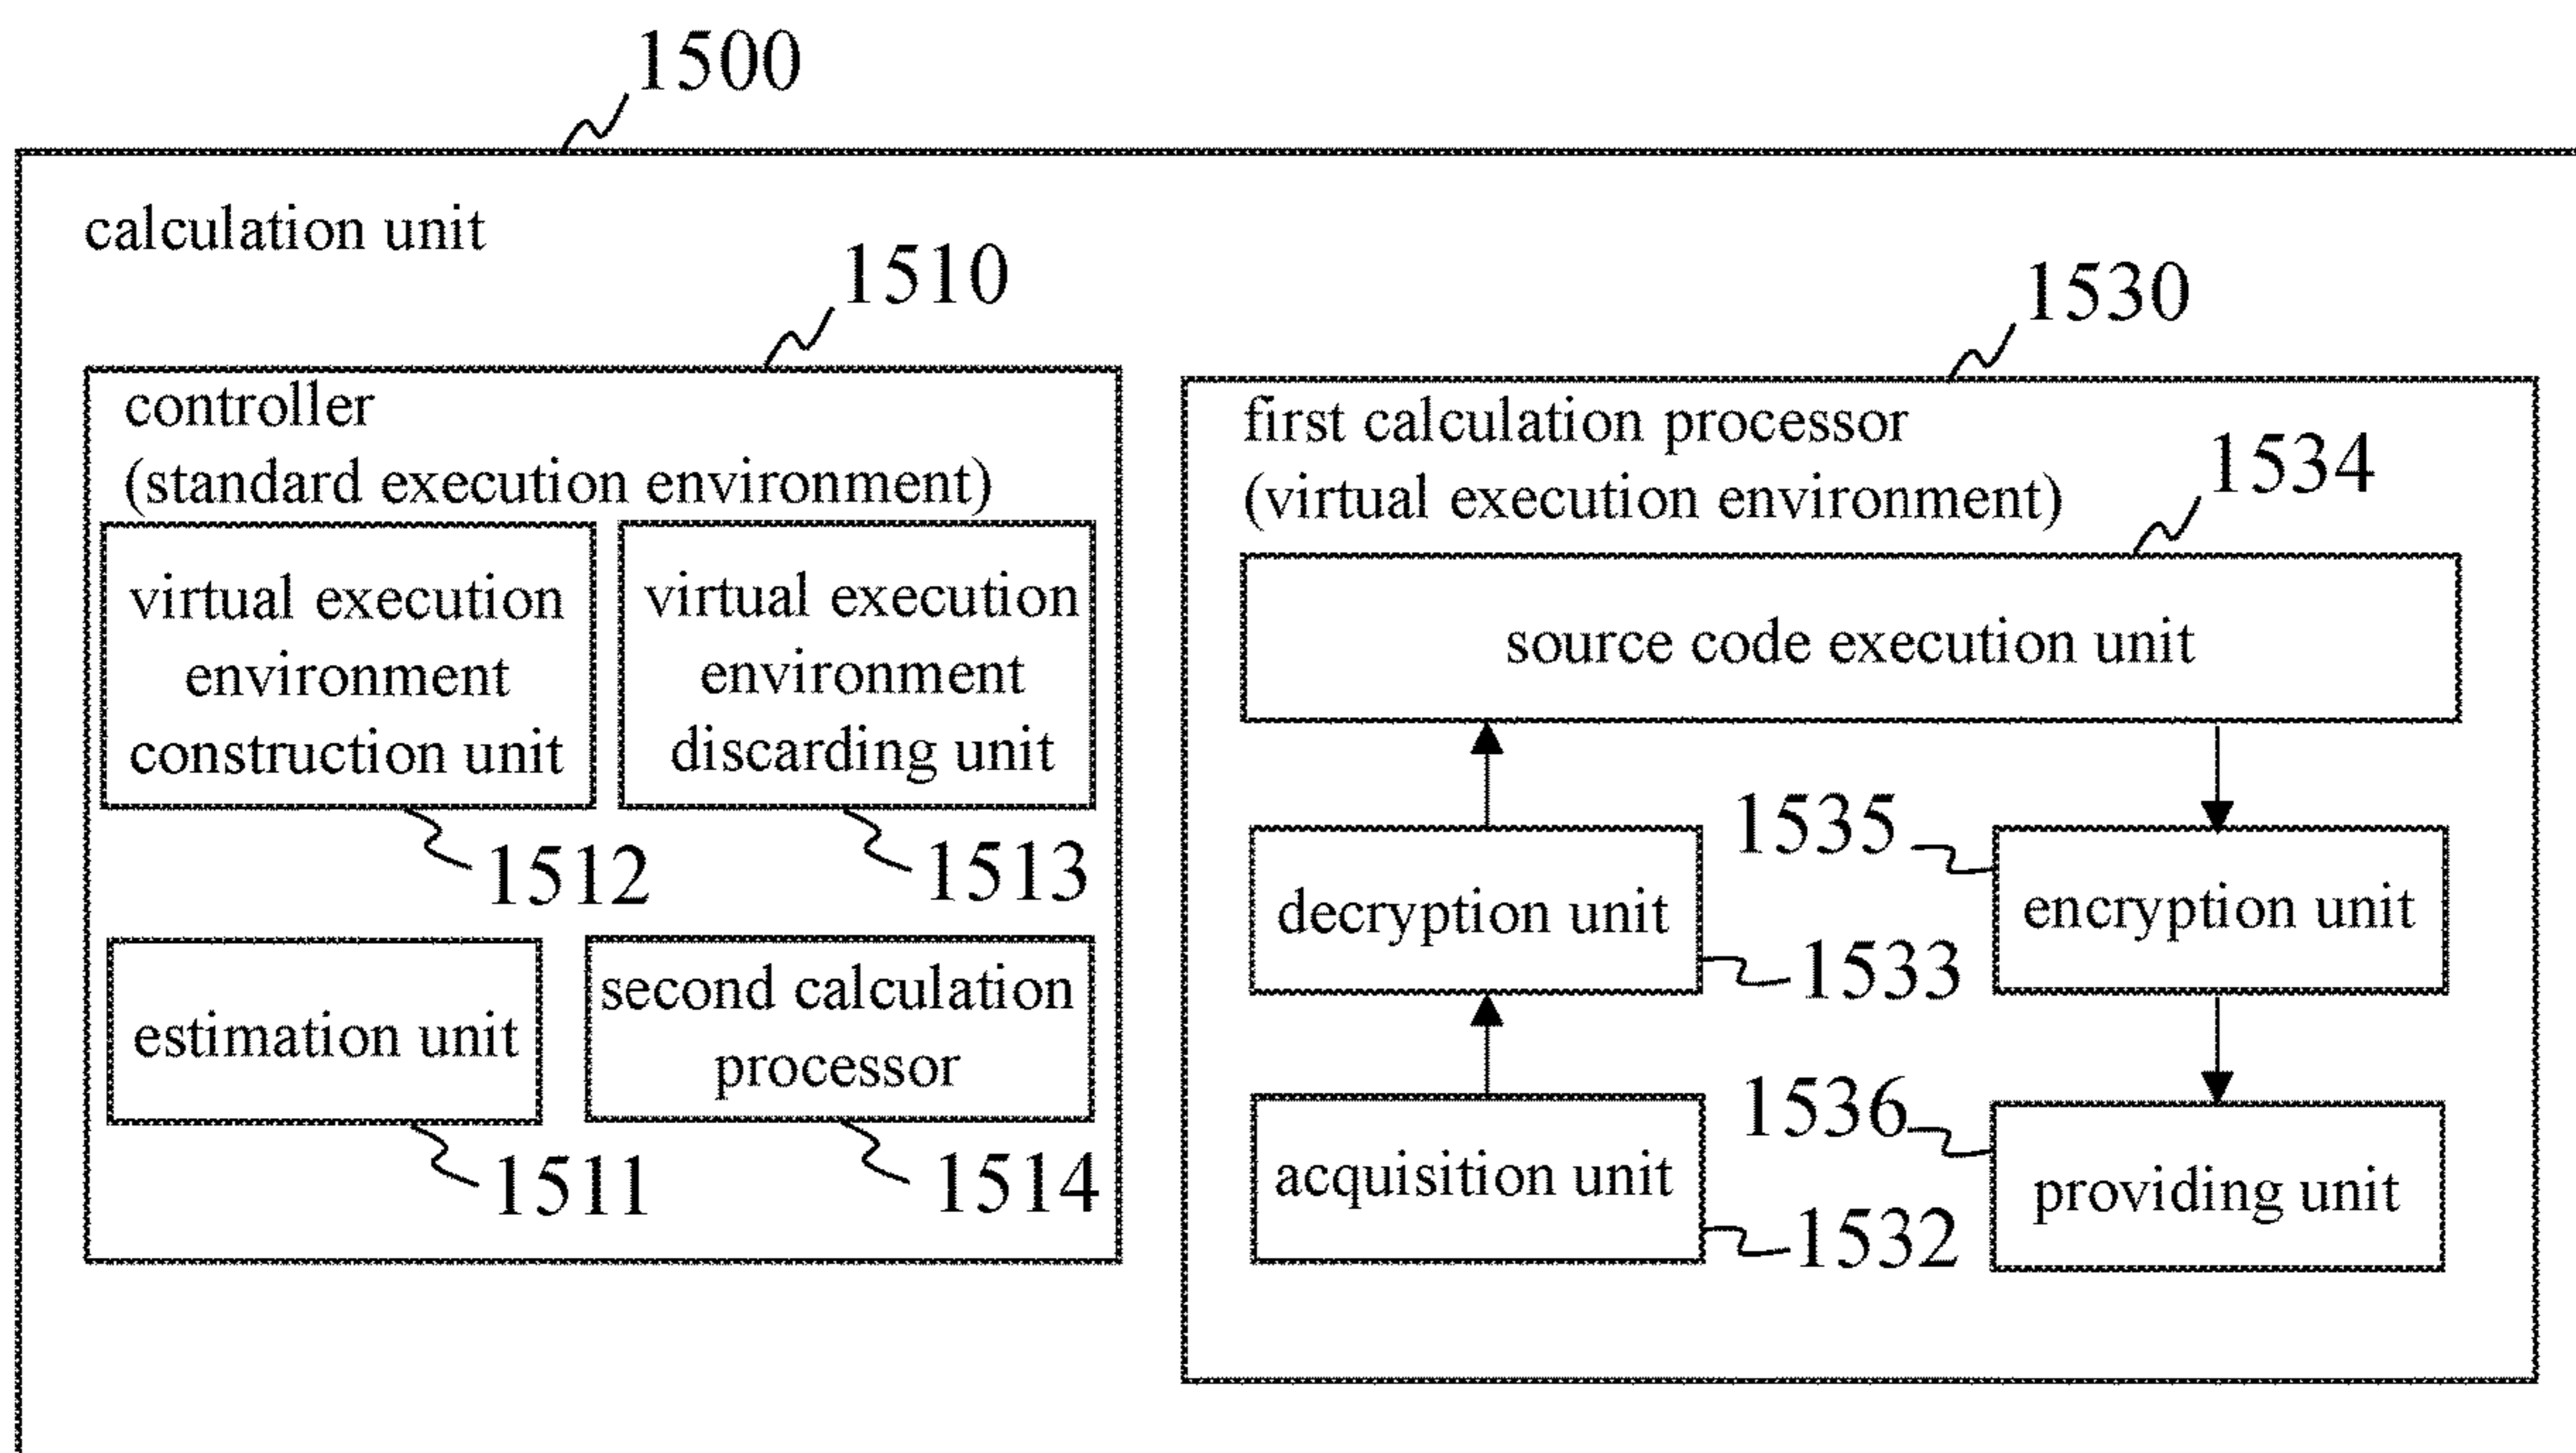 1500
calculation unit
1510
1530
controller
(standard execution environment)
virtual execution
environment
construction unit
1512
virtual execution
environment
discarding unit
1513
estimation unit
1511
second calculation
processor
1514
first calculation processor
(virtual execution environment)
1534
source code execution unit
decryption unit
1533
1535
encryption unit
acquisition unit
1532
1536
providing unit